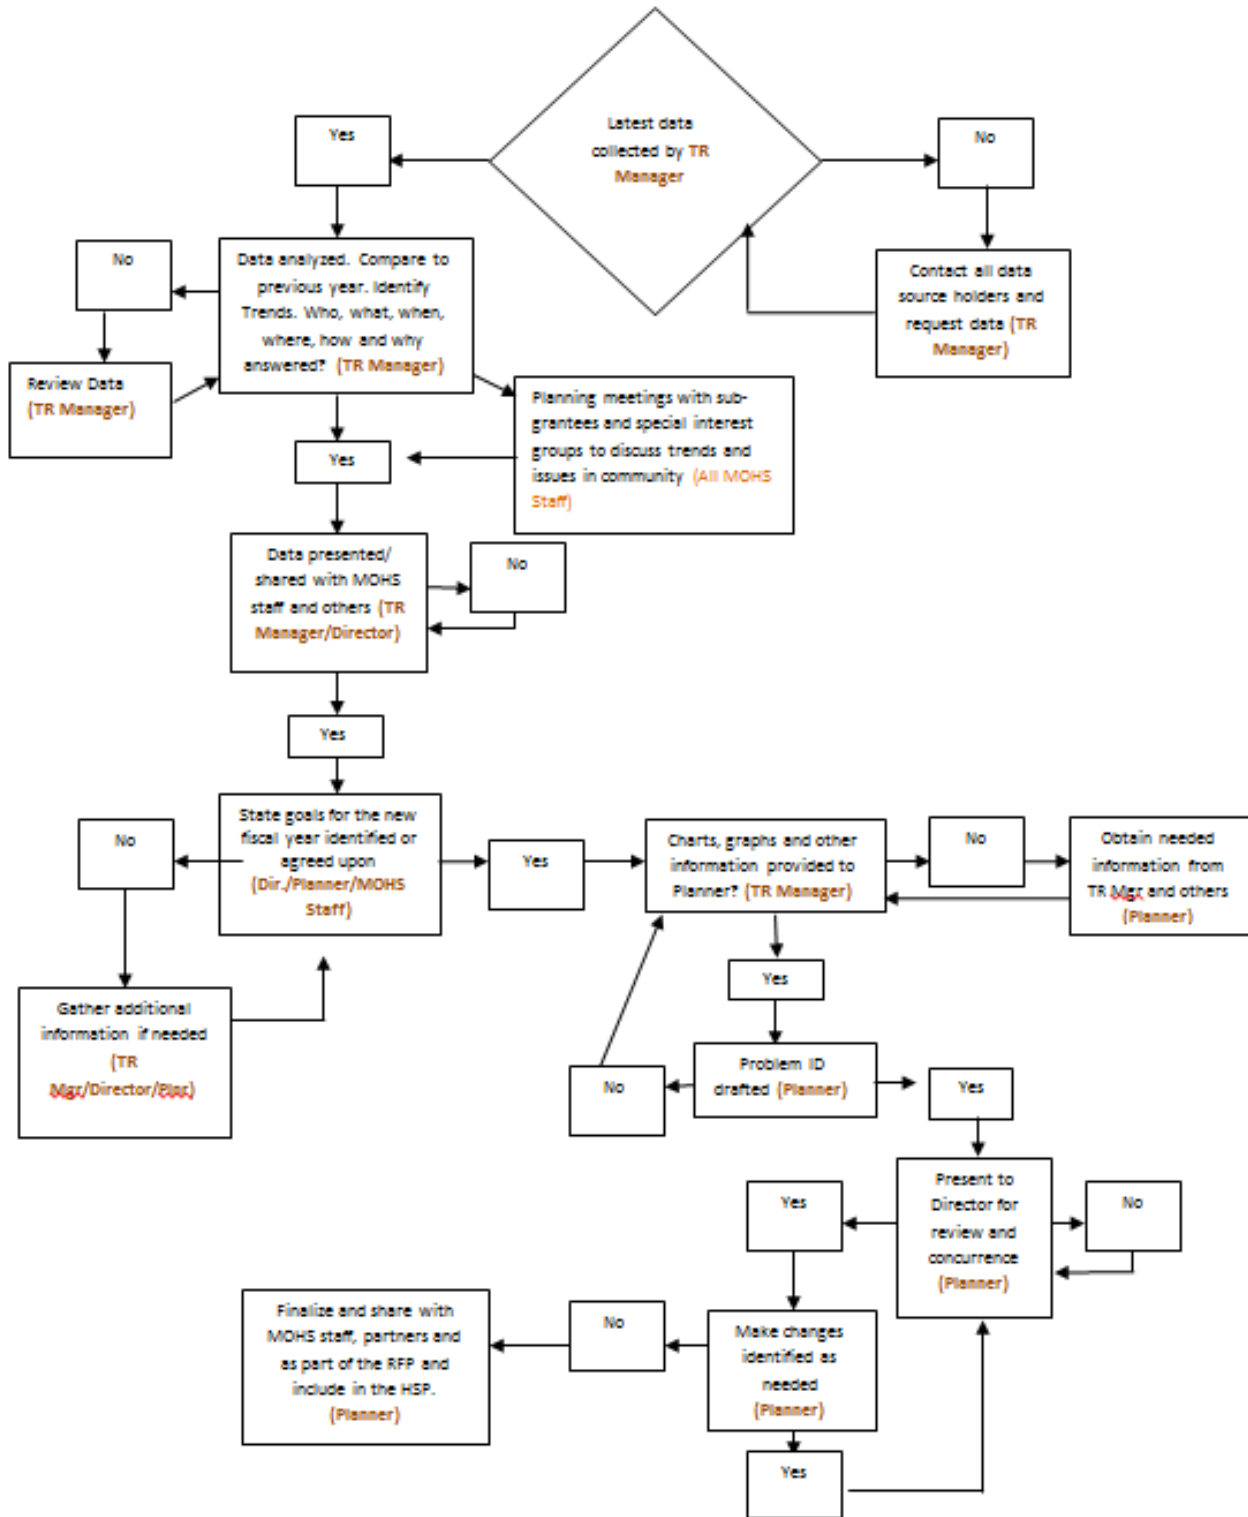 Latest data
collected by TR
Manager
Yes
No
Data analyzed. Compare to
previous year. Identify
Trends. Who, what, when,
where, how and why
answered? (TR Manager)
No
Contact all data
source holders and
request data (TR
Manager)
Review Data
(TR Manager)
Planning meetings with sub-
grantees and special interest
groups to discuss trends and
issues in community (All MOHS
Staff)
Yes
Data presented/
shared with MOHS
staff and others (TR
Manager/Director)
No
Yes
State goals for the new
fiscal year identified or
agreed upon
(Dir./Planner/MOHS
Staff)
No
Yes
Charts, graphs and other
information provided to
Planner? (TR Manager)
No
Obtain needed
information from
TR Mgr and others
(Planner)
Gather additional
information if needed
(TR
Mgr/Director/Plnr)
Yes
Problem ID
drafted (Planner)
No
Yes
Present to
Director for
review and
concurrence
(Planner)
Yes
No
Make changes
identified as
needed
(Planner)
No
Finalize and share with
MOHS staff, partners and
as part of the RFP and
include in the HSP.
(Planner)
Yes